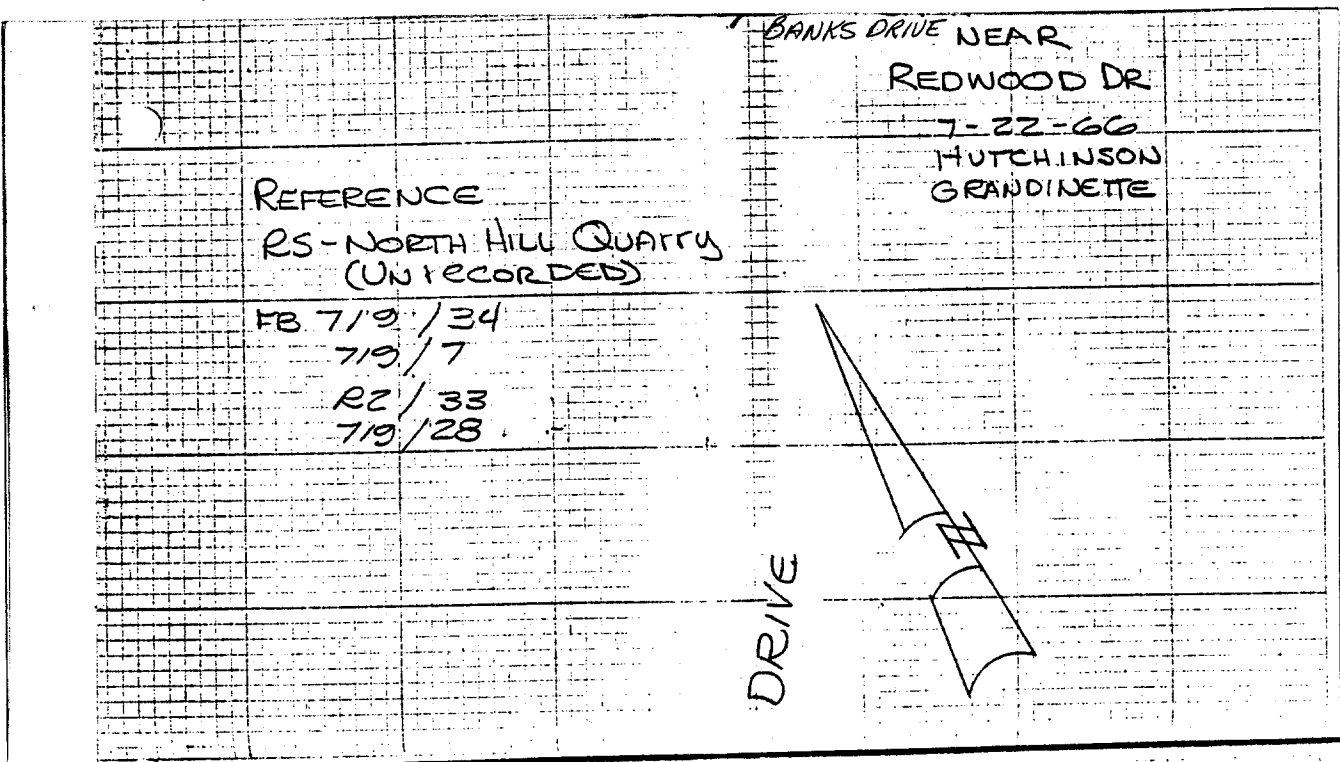 BANKS DRIVE NEAR
REDWOOD DR
7-22-66
HUTCHINSON
GRANDINETTE
REFERENCE
RS-NORTH HILL QUARRY
(UNRECORDED)
FB 719/34
719/7
R2/33
719/28
N
DRIVE